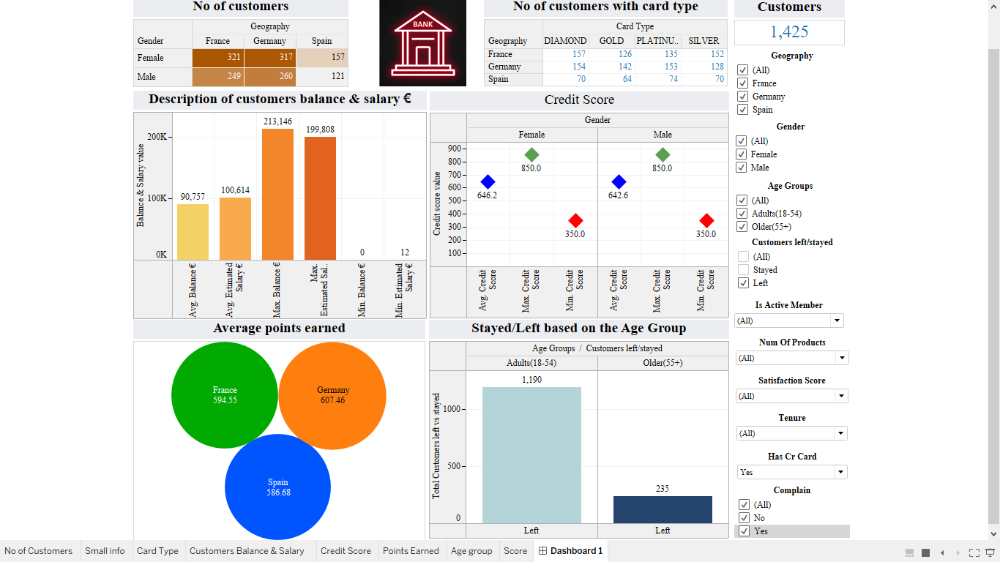 No of customers
Geography
Gender France Germany Spain
Female 321 317 157
Male 249 260 121
BANK
No of customers with card type
Card Type
Geography DIAMOND GOLD PLATINU.. SILVER
France 157 126 135 152
Germany 154 142 153 128
Spain 70 64 74 70
Customers
1,425
Geography
(All)
France
Germany
Spain
Gender
(All)
Female
Male
Age Groups
(All)
Adults(18-54)
Older(55+)
Customers left/stayed
(All)
Stayed
Left
Is Active Member
(All)
Num Of Products
(All)
Satisfaction Score
(All)
Tenure
(All)
Has Cr Card
Yes
Complain
(All)
No
Yes
Description of customers balance & salary €
Balance & Salary value
200K
100K
0K
90,757
100,614
213,146
199,808
0
12
Avg. Balance €
Avg. Estimated
Salary €
Max. Balance €
Max.
Estimated Sal..
Min. Balance €
Min. Estimated
Salary €
Credit Score
Gender
Female Male
Credit score value
900
800
700
600
500
400
300
200
100
646.2
850.0
350.0
642.6
850.0
350.0
Avg. Credit
Score
Max. Credit
Score
Min. Credit
Score
Avg. Credit
Score
Max. Credit
Score
Min. Credit
Score
Average points earned
France
594.55
Germany
607.46
Spain
586.68
Stayed/Left based on the Age Group
Age Groups / Customers left/stayed
Adults(18-54) Older(55+)
Total Customers left vs stayed
1000
500
0
1,190
235
Left Left
No of Customers Small info Card Type Customers Balance & Salary Credit Score Points Earned Age group Score Dashboard 1